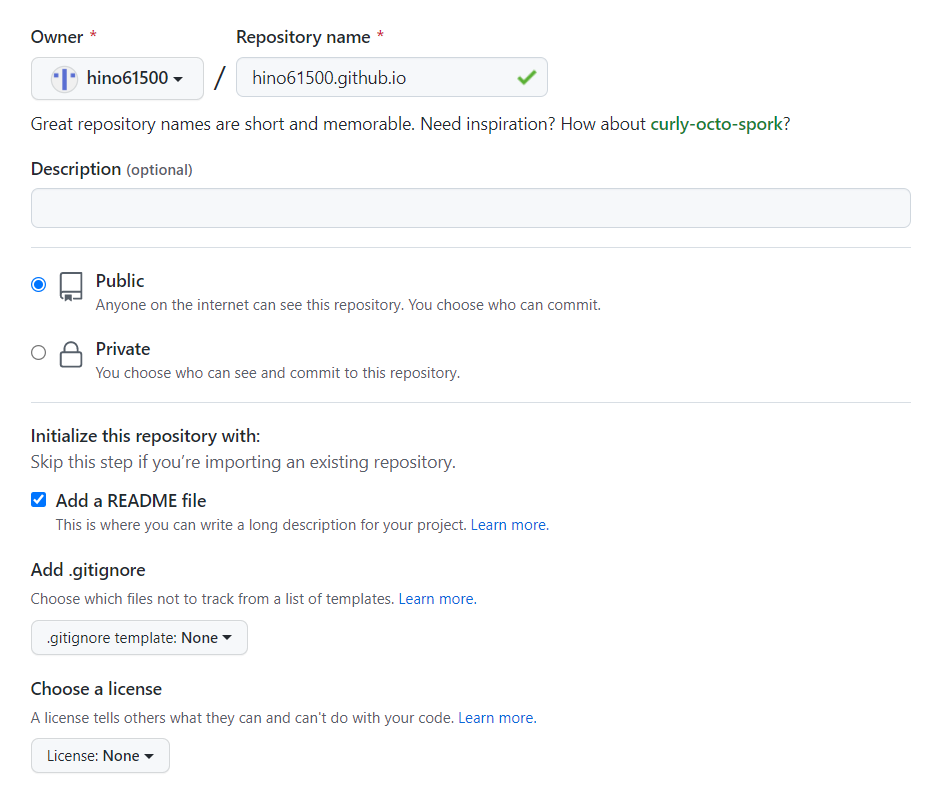 Owner * Repository name *
hino61500 / hino61500.github.io
Great repository names are short and memorable. Need inspiration? How about curly-octo-spork?
Description (optional)
Public
Anyone on the internet can see this repository. You choose who can commit.
Private
You choose who can see and commit to this repository.
Initialize this repository with:
Skip this step if you’re importing an existing repository.
Add a README file
This is where you can write a long description for your project. Learn more.
Add .gitignore
Choose which files not to track from a list of templates. Learn more.
.gitignore template: None
Choose a license
A license tells others what they can and can't do with your code. Learn more.
License: None